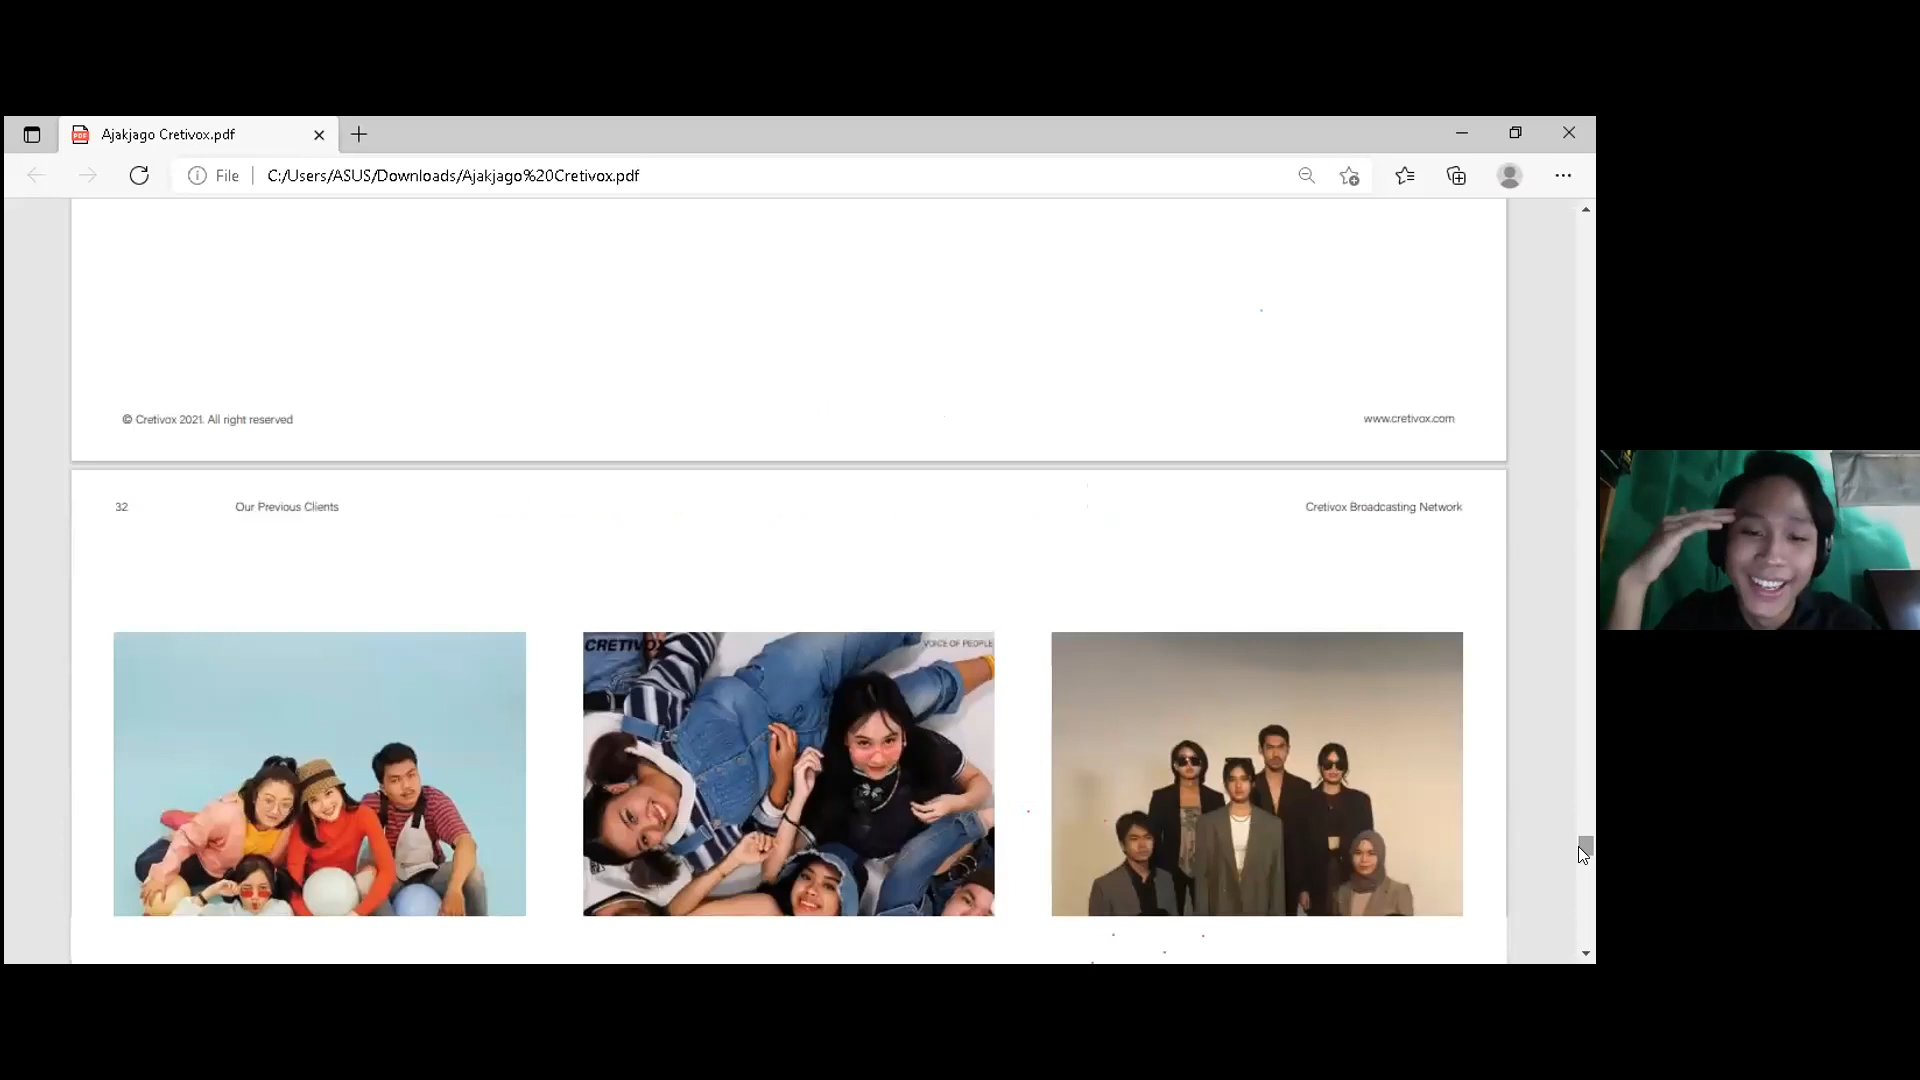 Ajakjago Cretivox.pdf
File
C:/Users/ASUS/Downloads/Ajakjago%20Cretivox.pdf
© Cretivox 2021. All right reserved
www.cretivox.com
32
Our Previous Clients
Cretivox Broadcasting Network
CRETIVOX
VOICE OF PEOPLE